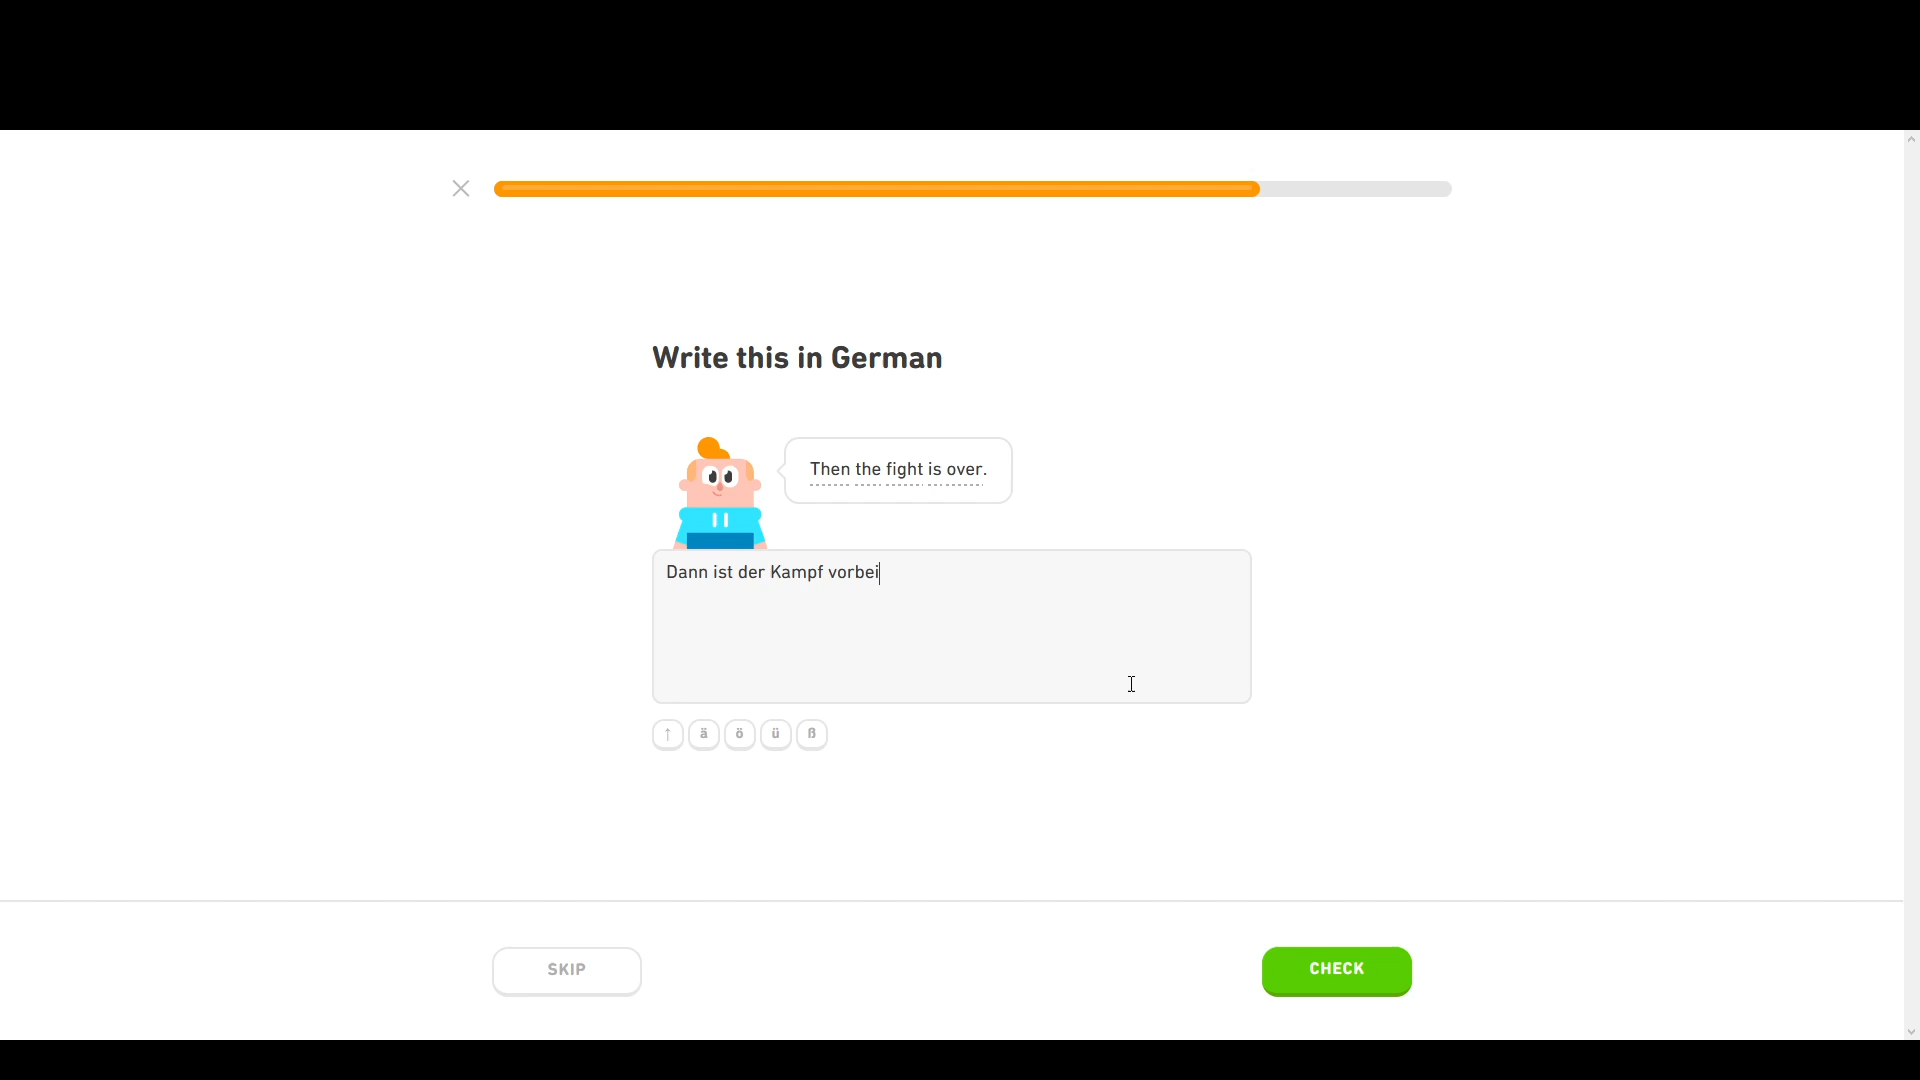 Write this in German
Then the fight is over.
Dann ist der Kampf vorbei
↑ ä ö ü ß
SKIP
CHECK